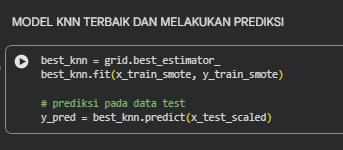 MODEL KNN TERBAIK DAN MELAKUKAN PREDIKSI
best_knn = grid.best_estimator_
best_knn.fit(x_train_smote, y_train_smote)
# prediksi pada data test
y_pred = best_knn.predict(x_test_scaled)